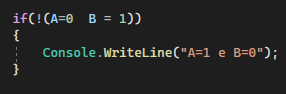 if(!(A=0  B = 1))
{
    Console.WriteLine("A=1 e B=0");
}